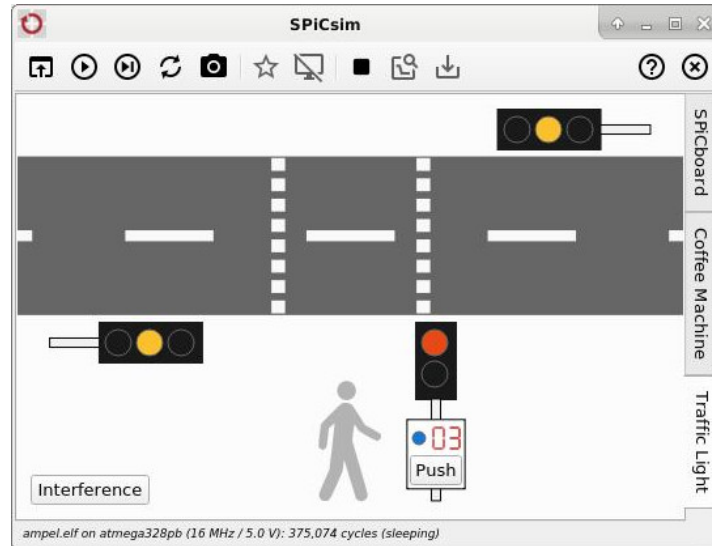 SPiCsim
SPiCboard
Coffee Machine
Traffic Light
03
Push
Interference
ampel.elf on atmega328pb (16 MHz / 5.0 V): 375,074 cycles (sleeping)